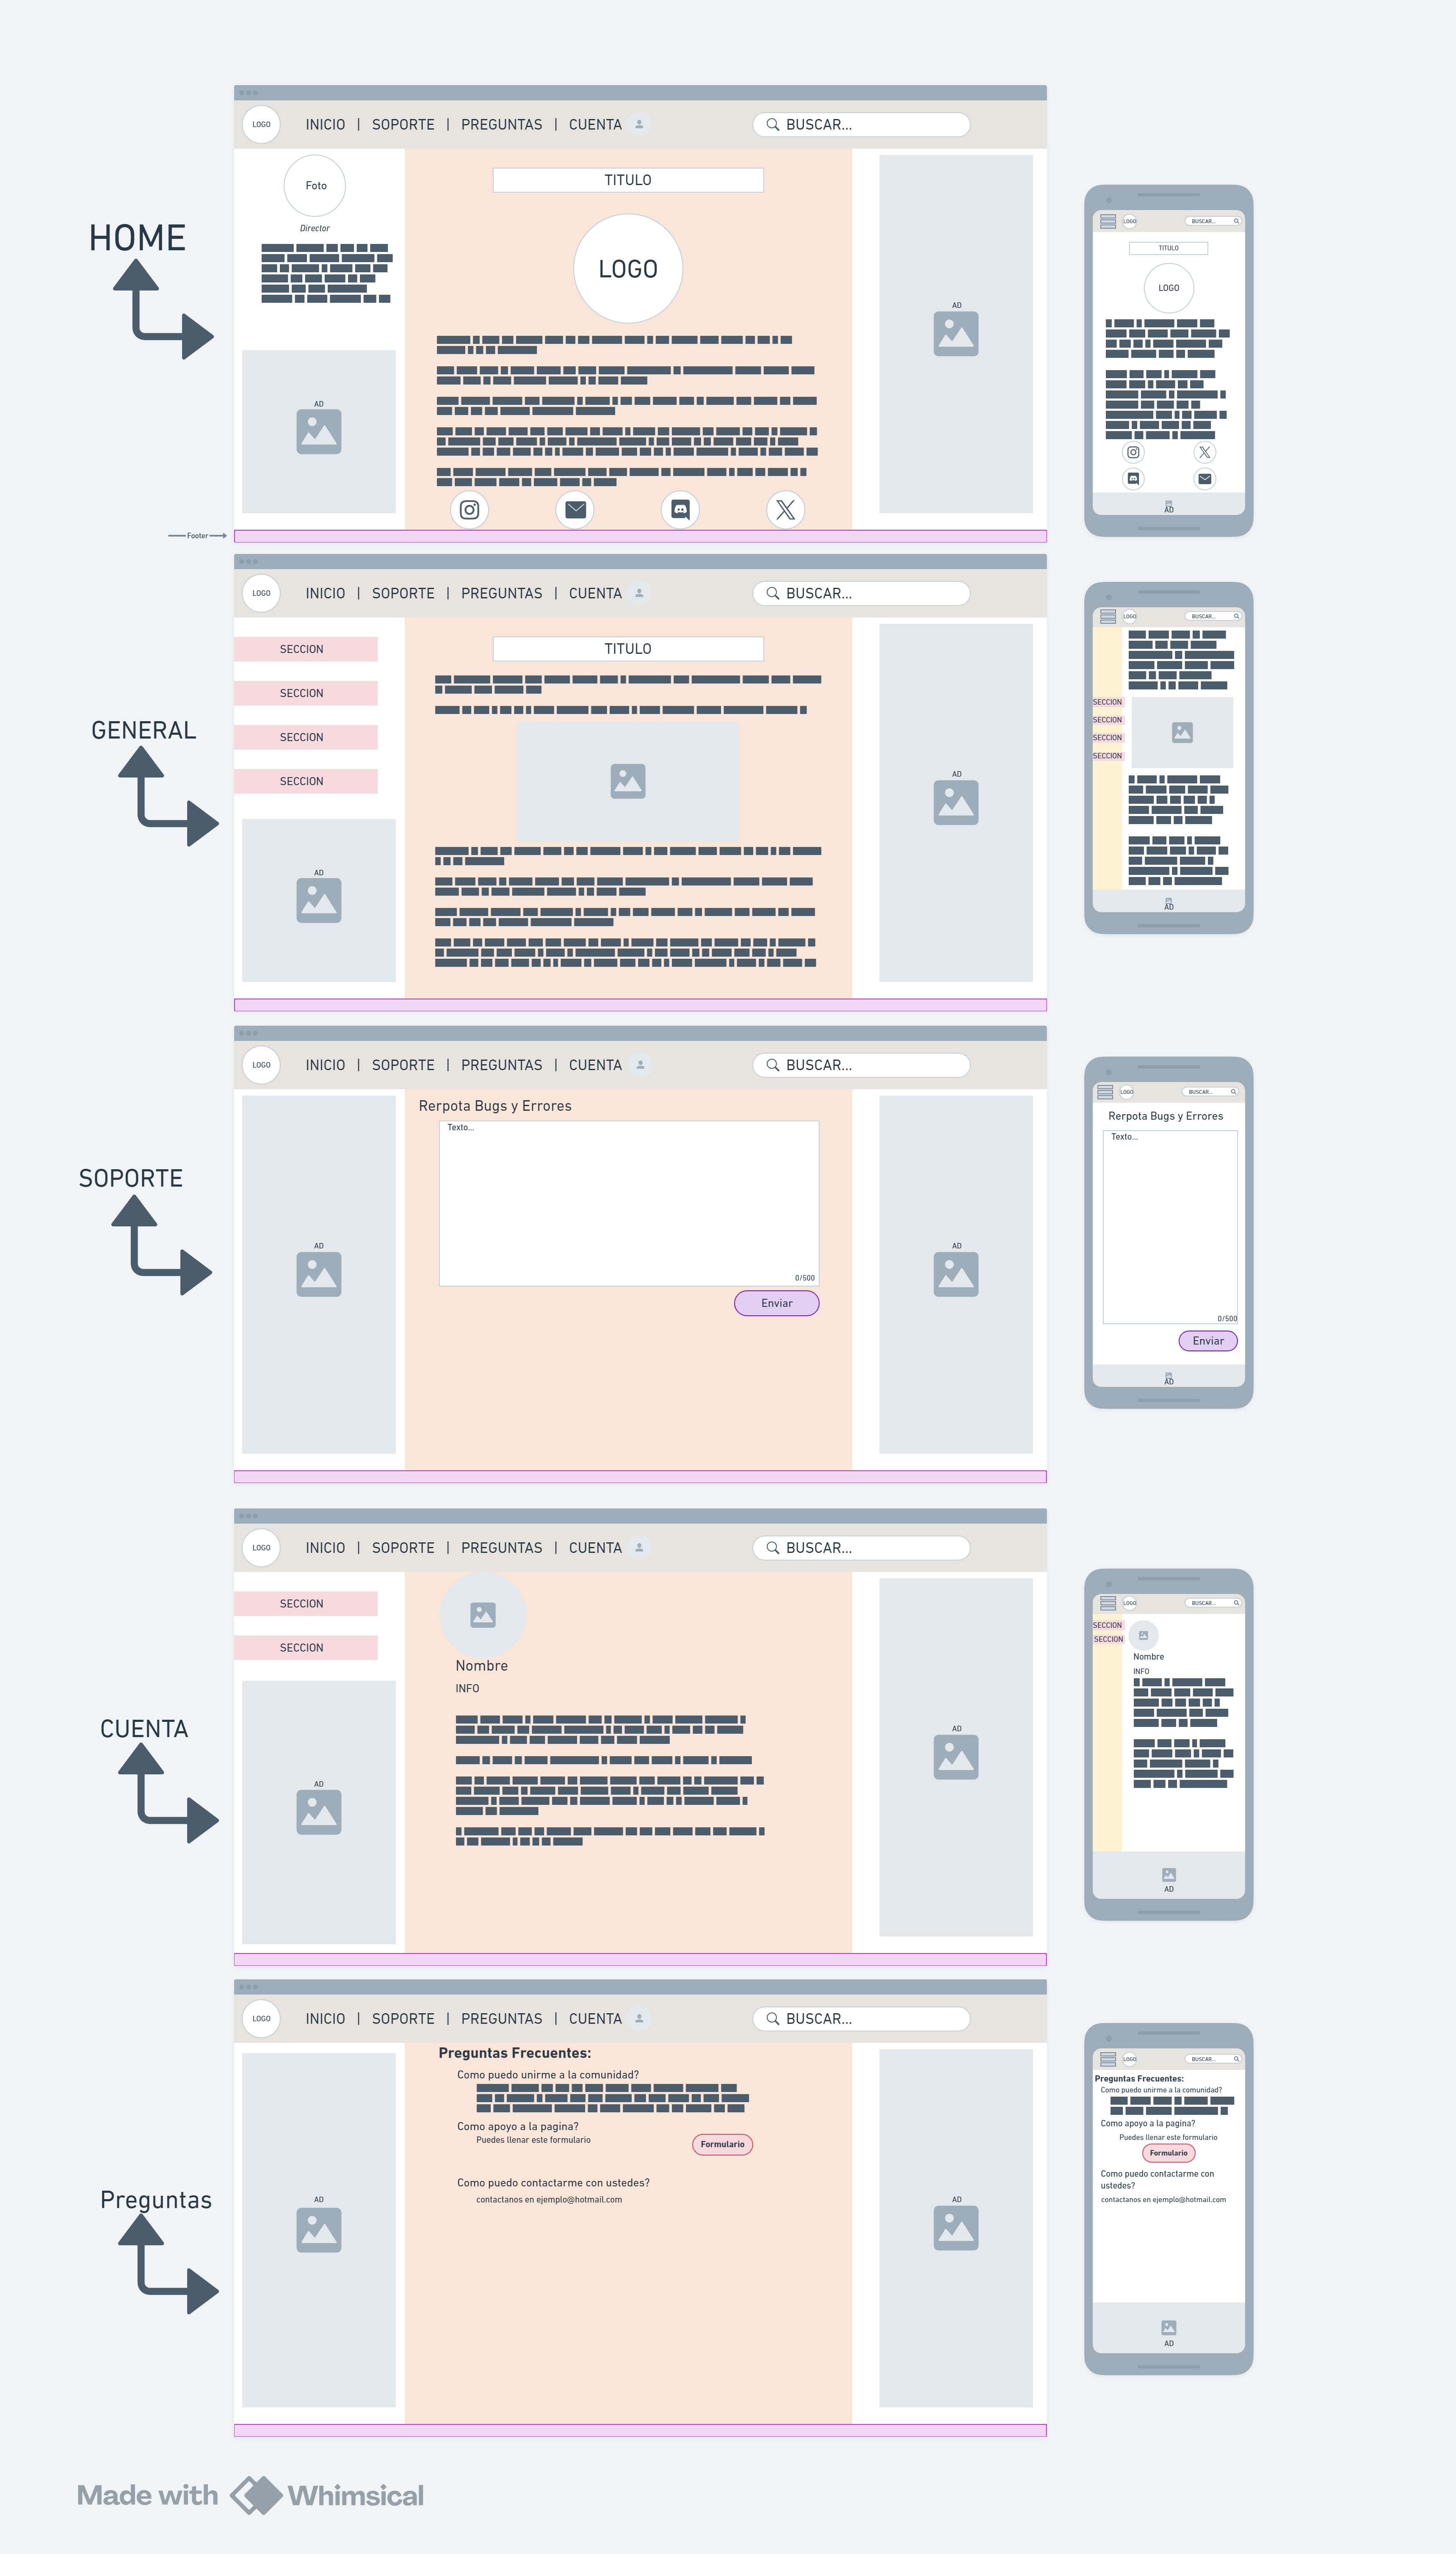 HOME
LOGO
INICIO | SOPORTE | PREGUNTAS | CUENTA
BUSCAR...
Foto
Director
AD
TITULO
LOGO
AD
Footer
LOGO
BUSCAR...
TITULO
LOGO
AD
GENERAL
LOGO
INICIO | SOPORTE | PREGUNTAS | CUENTA
BUSCAR...
SECCION
SECCION
SECCION
SECCION
AD
TITULO
AD
LOGO
BUSCAR...
SECCION
SECCION
SECCION
SECCION
AD
SOPORTE
LOGO
INICIO | SOPORTE | PREGUNTAS | CUENTA
BUSCAR...
AD
Rerpota Bugs y Errores
Texto...
0/500
Enviar
AD
LOGO
BUSCAR...
Rerpota Bugs y Errores
Texto...
0/500
Enviar
AD
CUENTA
LOGO
INICIO | SOPORTE | PREGUNTAS | CUENTA
BUSCAR...
SECCION
SECCION
AD
Nombre
INFO
AD
LOGO
BUSCAR...
SECCION
SECCION
Nombre
INFO
AD
Preguntas
LOGO
INICIO | SOPORTE | PREGUNTAS | CUENTA
BUSCAR...
AD
Preguntas Frecuentes:
Como puedo unirme a la comunidad?
Como apoyo a la pagina?
Puedes llenar este formulario
Formulario
Como puedo contactarme con ustedes?
contactanos en ejemplo@hotmail.com
AD
LOGO
BUSCAR...
Preguntas Frecuentes:
Como puedo unirme a la comunidad?
Como apoyo a la pagina?
Puedes llenar este formulario
Formulario
Como puedo contactarme con
ustedes?
contactanos en ejemplo@hotmail.com
AD
Made with Whimsical